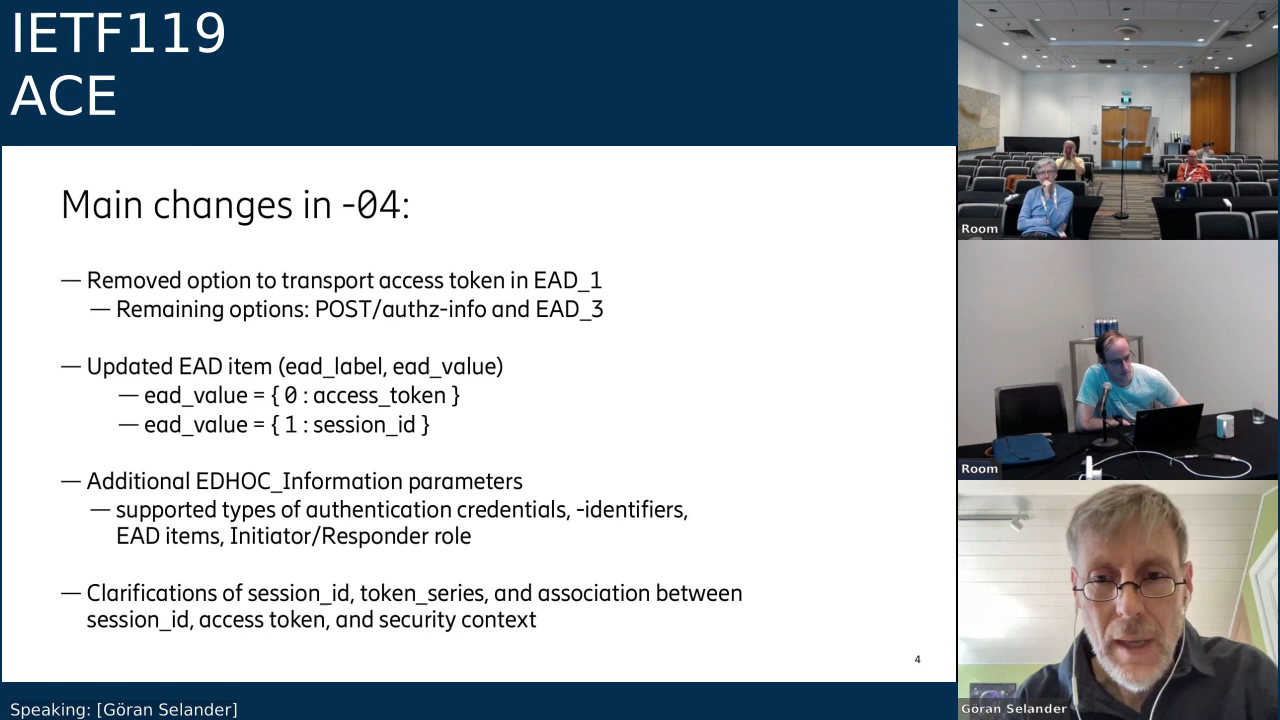 IETF119
ACE
Main changes in -04:
— Removed option to transport access token in EAD_1
— Remaining options: POST/authz-info and EAD_3
— Updated EAD item (ead_label, ead_value)
— ead_value = { 0 : access_token }
— ead_value = { 1 : session_id }
— Additional EDHOC_Information parameters
— supported types of authentication credentials, -identifiers,
EAD items, Initiator/Responder role
— Clarifications of session_id, token_series, and association between
session_id, access token, and security context
4
Speaking: [Göran Selander]
Room
Room
Göran Selander